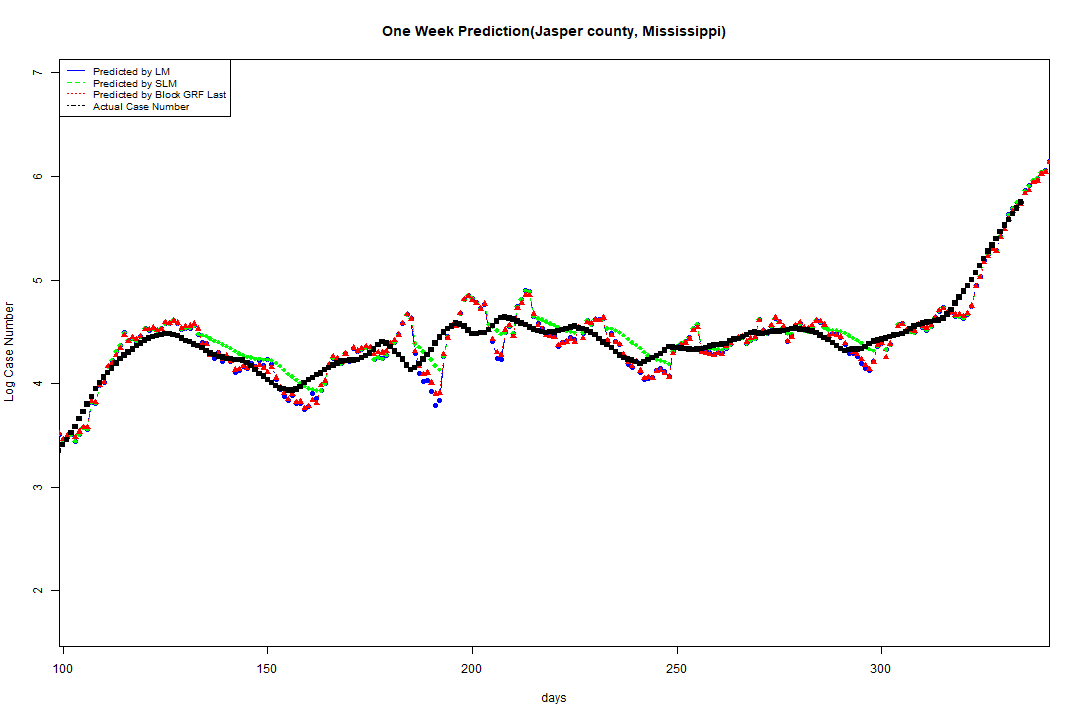 One Week Prediction(Jasper county, Mississippi)
Predicted by LM
Predicted by SLM
Predicted by Block GRF Last
Actual Case Number
7
6
5
4
3
2
Log Case Number
100 150 200 250 300
days